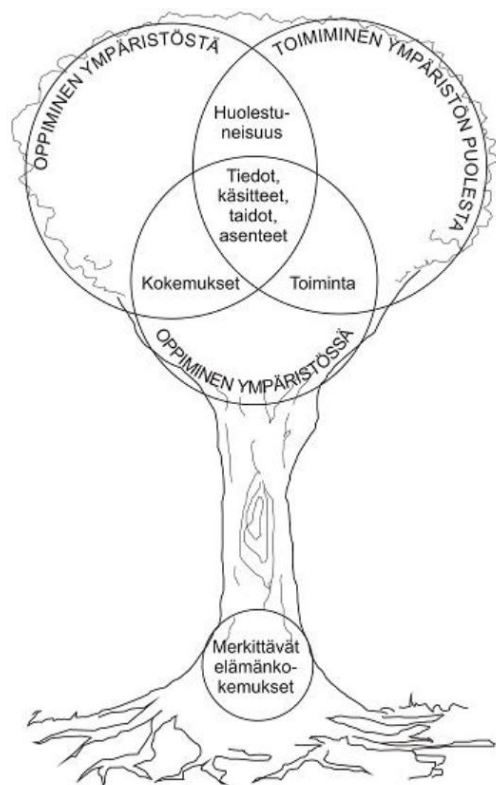 OPPIMINEN YMPÄRISTÖSTÄ
TOIMIMINEN YMPÄRISTÖN PUOLESTA
Huolestu-
neisuus
Tiedot,
käsitteet,
taidot,
asenteet
Kokemukset
Toiminta
OPPIMINEN YMPÄRISTÖSSÄ
Merkittävät
elämänko-
kemukset